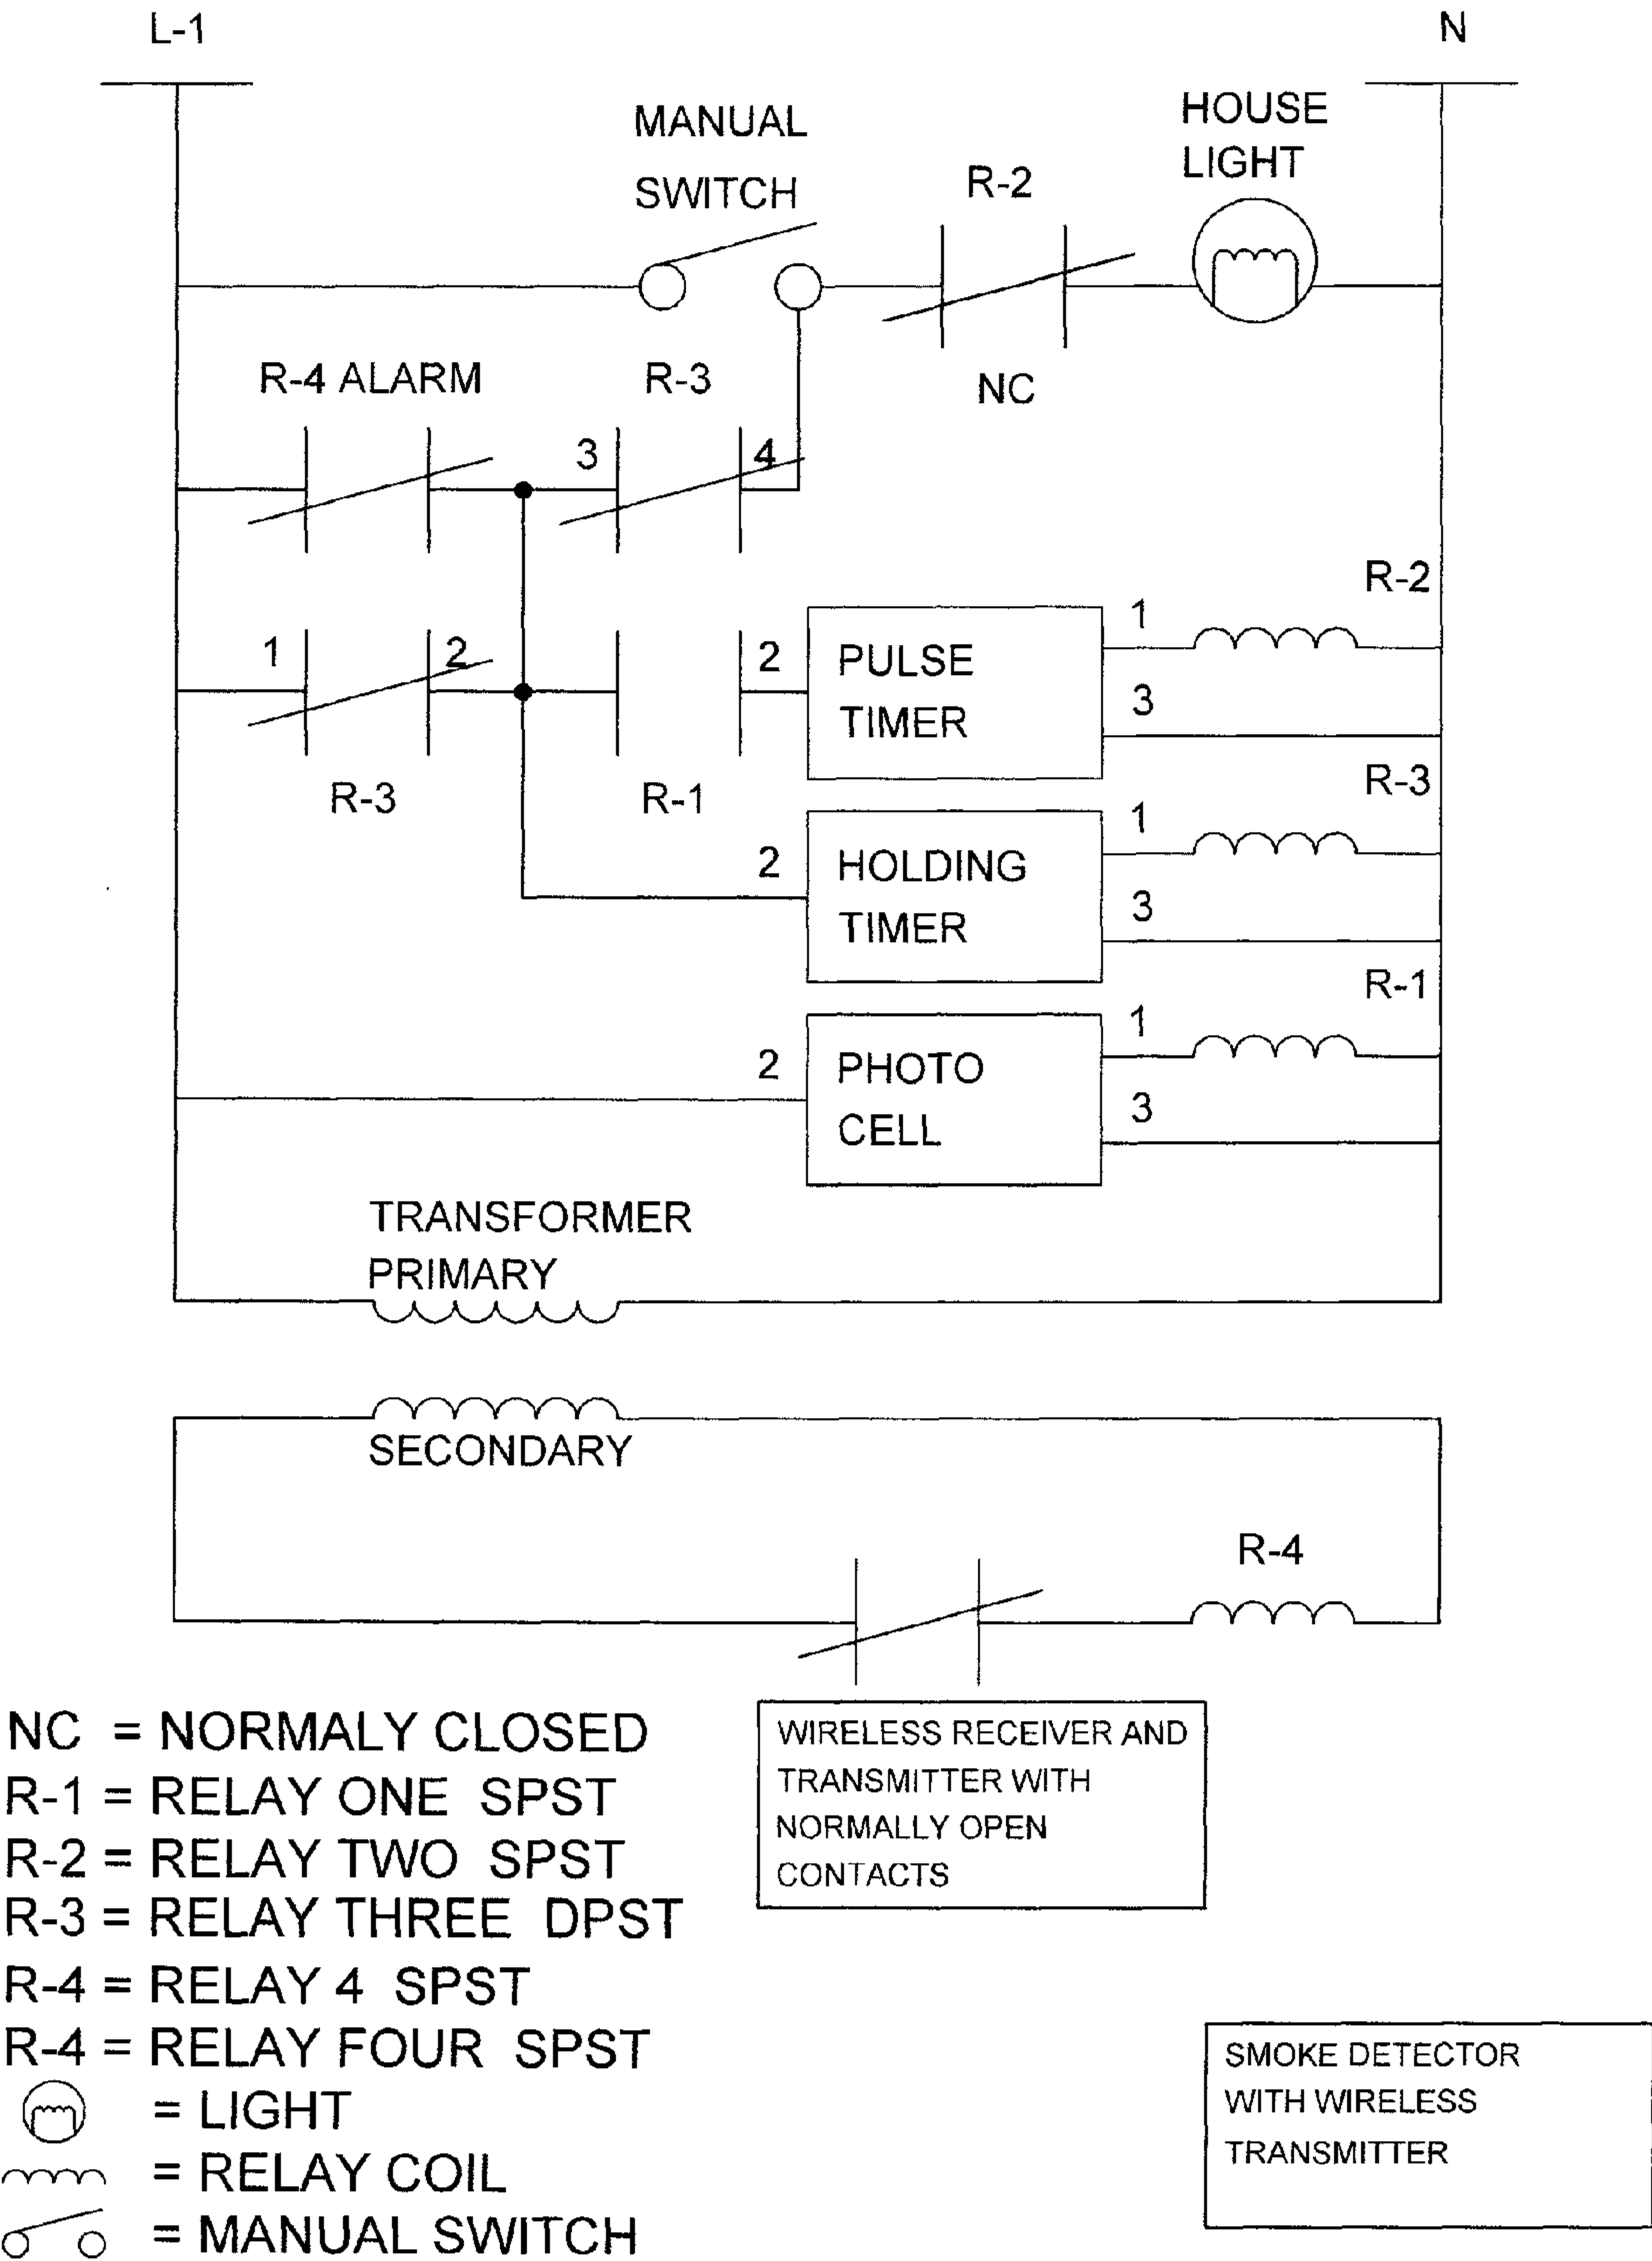 L-1
N
MANUAL
SWITCH
R-2
HOUSE
LIGHT
NC
R-4 ALARM
R-3
3
4
1
2
R-3
R-1
2
PULSE
TIMER
1
3
R-2
2
HOLDING
TIMER
1
3
R-3
2
PHOTO
CELL
1
3
R-1
TRANSFORMER
PRIMARY
SECONDARY
R-4
WIRELESS RECEIVER AND
TRANSMITTER WITH
NORMALLY OPEN
CONTACTS
NC = NORMALY CLOSED
R-1 = RELAY ONE SPST
R-2 = RELAY TWO SPST
R-3 = RELAY THREE DPST
R-4 = RELAY 4 SPST
R-4 = RELAY FOUR SPST
= LIGHT
= RELAY COIL
= MANUAL SWITCH
SMOKE DETECTOR
WITH WIRELESS
TRANSMITTER